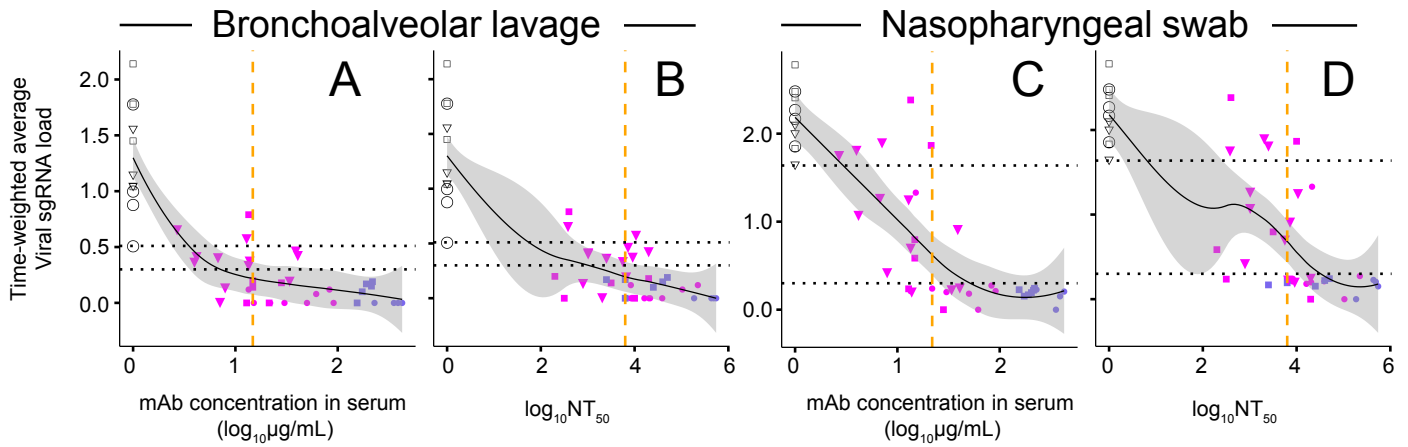 Bronchoalveolar lavage
Nasopharyngeal swab
Time-weighted average
Viral sgRNA load
A
B
C
D
2.0
1.5
1.0
0.5
0.0
2.0
1.0
0.0
0 1 2
0 2 4 6
0 1 2
0 2 4 6
mAb concentration in serum
(log₁₀µg/mL)
log₁₀NT₅₀
mAb concentration in serum
(log₁₀µg/mL)
log₁₀NT₅₀